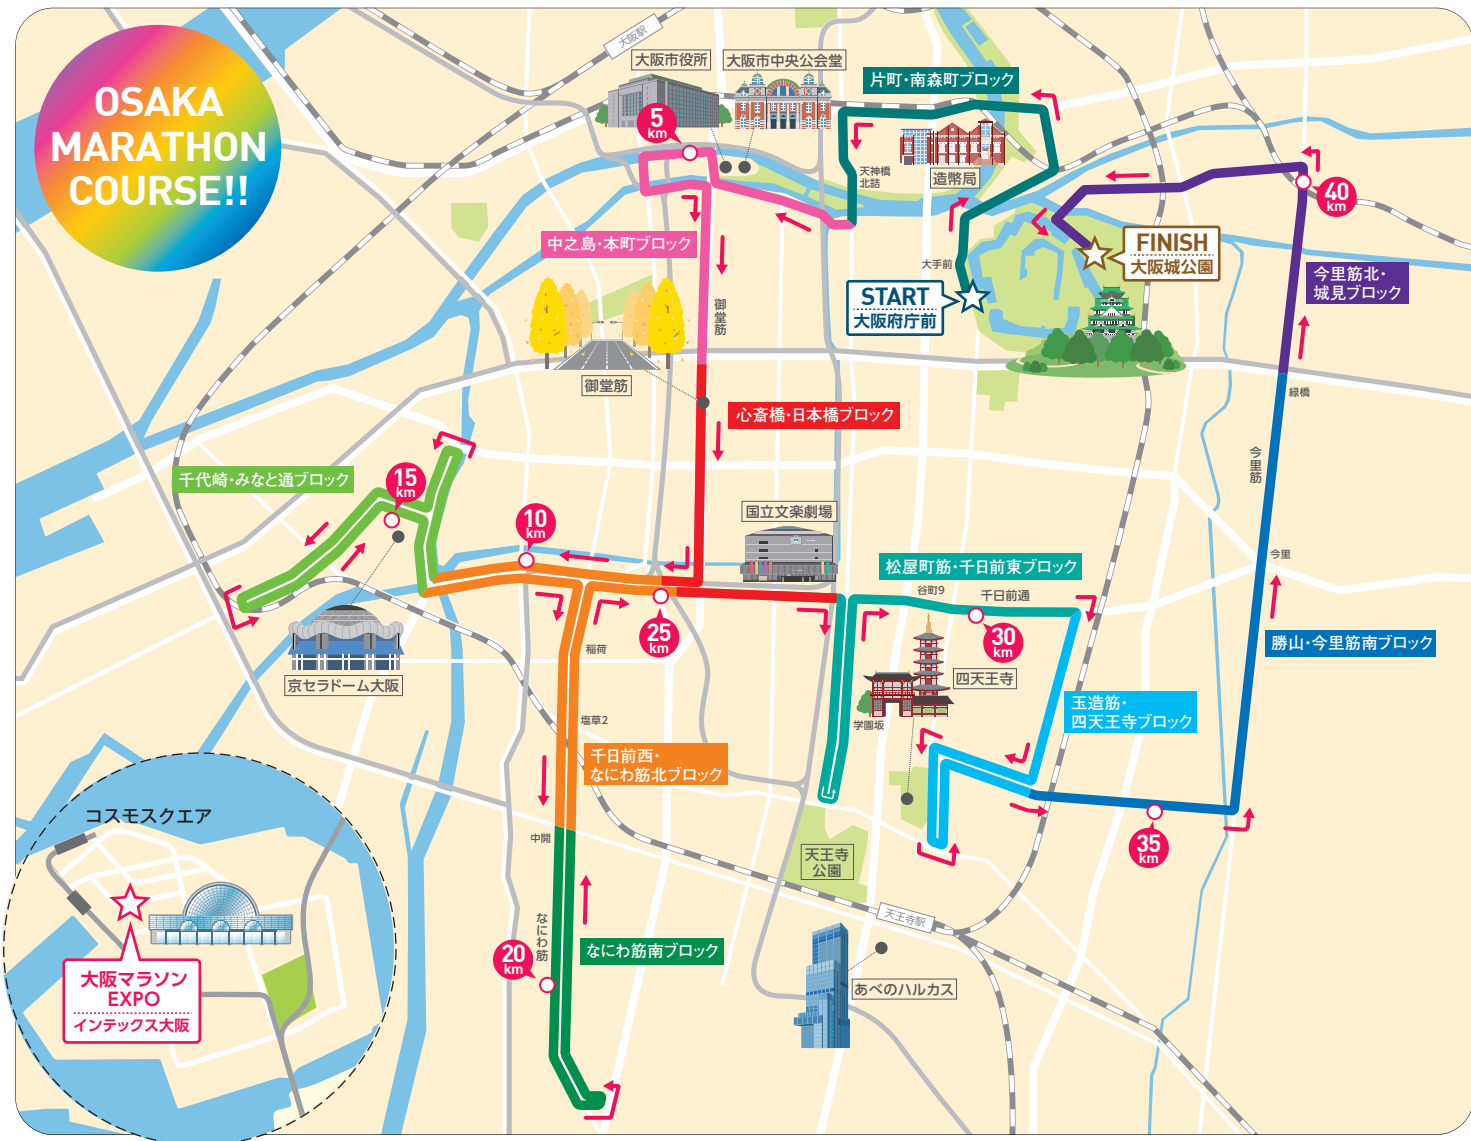 OSAKA
MARATHON
COURSE!!
大阪駅
大阪市役所
大阪市中央公会堂
片町・南森町ブロック
5
km
天神橋
北詰
造幣局
40
km
中之島・本町ブロック
大手前
FINISH
大阪城公園
START
大阪府庁前
今里筋北・
城見ブロック
御堂筋
御堂筋
緑橋
心斎橋・日本橋ブロック
千代崎・みなと通ブロック
15
km
今里筋
10
km
国立文楽劇場
今里
松屋町筋・千日前東ブロック
谷町9
千日前通
25
km
30
km
稲荷
勝山・今里筋南ブロック
京セラドーム大阪
四天王寺
学園坂
塩草2
玉造筋・
四天王寺ブロック
千日前西・
なにわ筋北ブロック
コスモスクエア
中開
35
km
天王寺
公園
天王寺駅
なにわ筋
なにわ筋南ブロック
20
km
大阪マラソン
EXPO
インテックス大阪
あべのハルカス